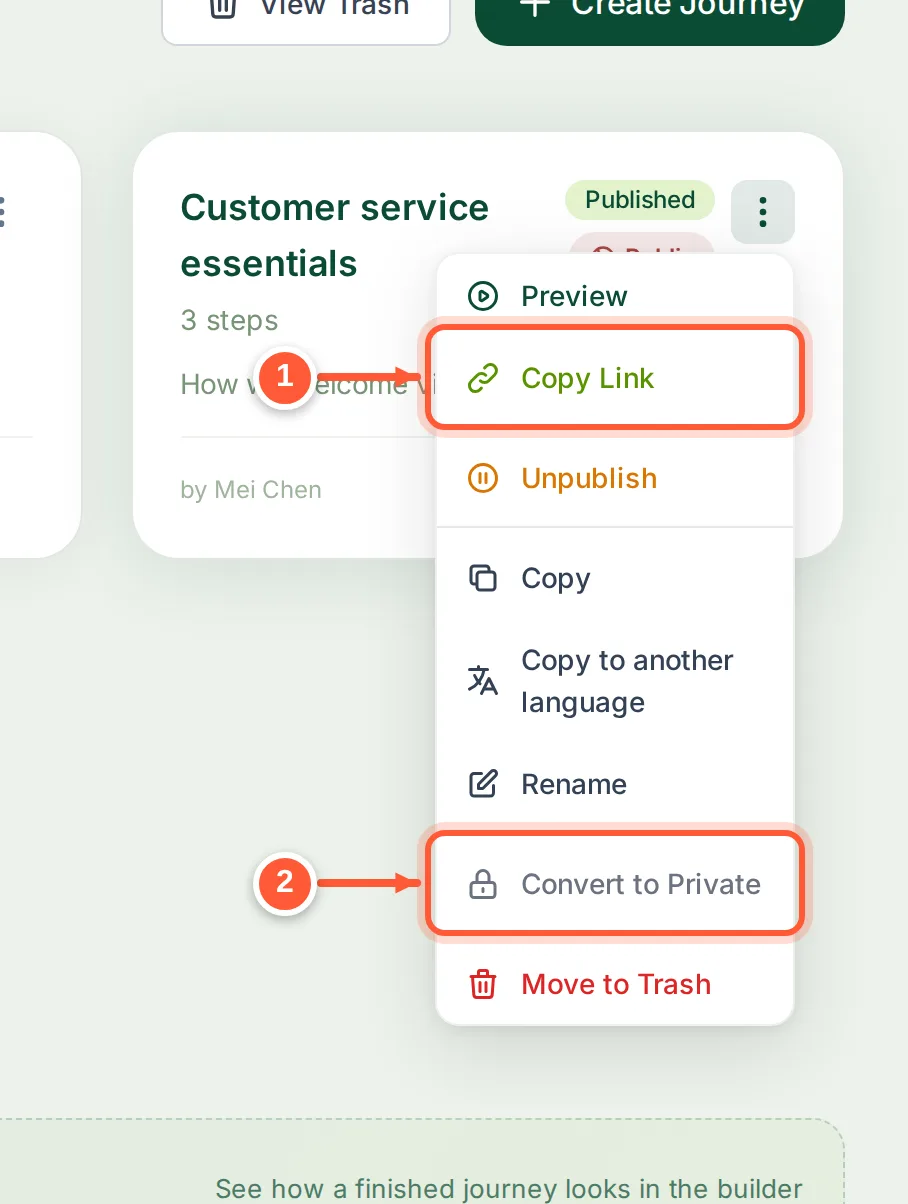 View Trash
Create Journey
Customer service
essentials
Published
3 steps
How
by Mei Chen
Preview
1
Copy Link
Unpublish
Copy
Copy to another
language
Rename
2
Convert to Private
Move to Trash
See how a finished journey looks in the builder